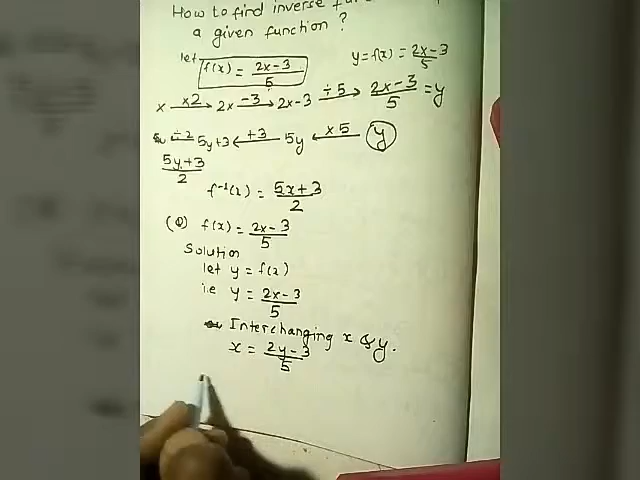 How to find inverse
a given function ?
let f(x) = 2x-3/5 y = f(x) = 2x-3/5
x ×2→ 2x -3→ 2x-3 ÷5→ 2x-3/5 = y
←÷2 5y+3 ←+3 5y ←×5 y
5y+3/2
f⁻¹(x) = 5x+3/2
f(x) = 2x-3/5
Solution
let y = f(x)
i.e y = 2x-3/5
Interchanging x & y.
x = 2y-3/5